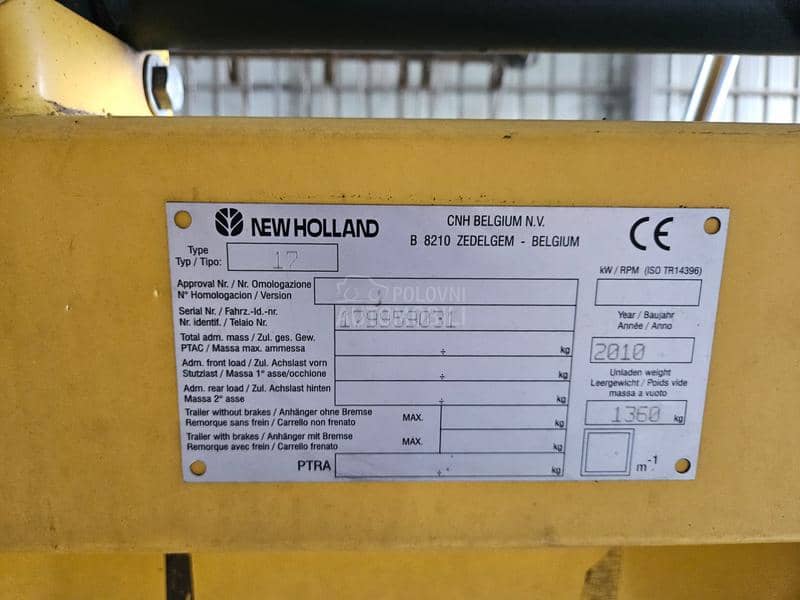 NEW HOLLAND
CNH BELGIUM N.V.
B 8210 ZEDELGEM - BELGIUM
CE
Type
Typ / Tipo:
17
kW / RPM (ISO TR14396)
Approval Nr. / Nr. Omologazione
N° Homologacion / Version
POLOVNI
Serial Nr. / Fahrz.-Id.-nr.
Nr. identif. / Telaio Nr.
179959031
Year / Baujahr
Année / Anno
2010
Total adm. mass / Zul. ges. Gew.
PTAC / Massa max. ammessa
÷ kg
Adm. front load / Zul. Achslast vorn
Stutzlast / Massa 1° asse/occhione
÷ kg
Unladen weight
Leergewicht / Poids vide
massa a vuoto
1360 kg
Adm. rear load / Zul. Achslast hinten
Massa 2° asse
÷ kg
Trailer without brakes / Anhänger ohne Bremse
Remorque sans frein / Carrello non frenato
MAX. kg
Trailer with brakes / Anhänger mit Bremse
Remorque avec frein / Carrello frenato
MAX. kg
PTRA ÷ kg
m-1